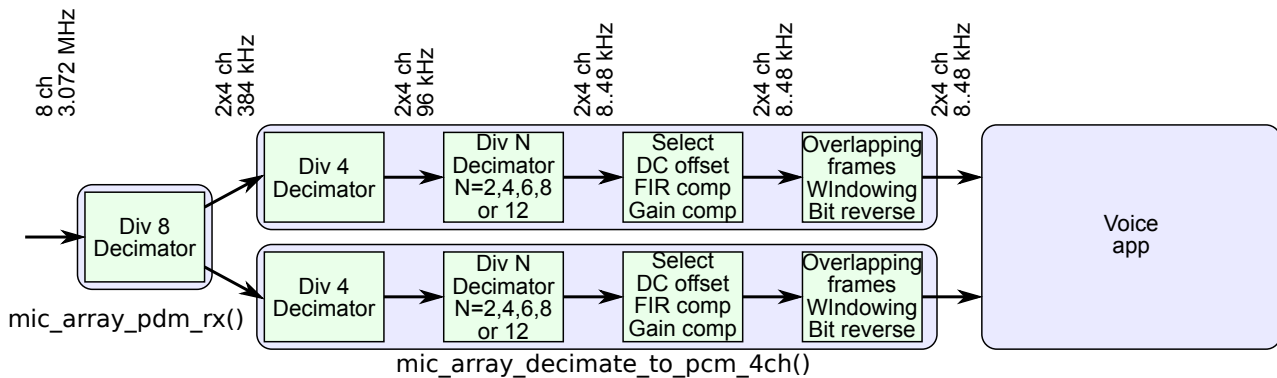 8 ch
3.072 MHz
2x4 ch
384 kHz
2x4 ch
96 kHz
2x4 ch
8..48 kHz
2x4 ch
8..48 kHz
2x4 ch
8..48 kHz
Div 8
Decimator
mic_array_pdm_rx()
Div 4
Decimator
Div N
Decimator
N=2,4,6,8
or 12
Select
DC offset
FIR comp
Gain comp
Overlapping
frames
WIndowing
Bit reverse
Div 4
Decimator
Div N
Decimator
N=2,4,6,8
or 12
Select
DC offset
FIR comp
Gain comp
Overlapping
frames
WIndowing
Bit reverse
mic_array_decimate_to_pcm_4ch()
Voice
app